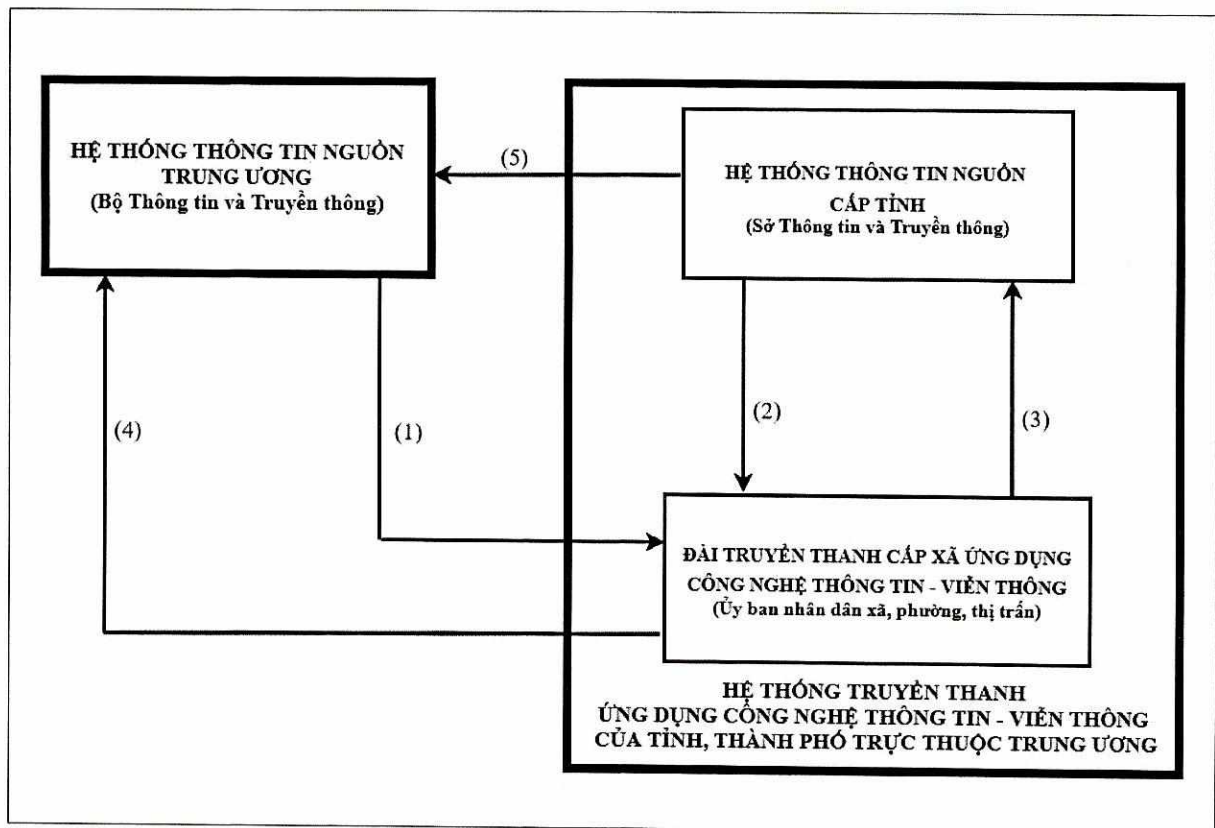 HỆ THỐNG THÔNG TIN NGUỒN
TRUNG ƯƠNG
(Bộ Thông tin và Truyền thông)
(5)
HỆ THỐNG THÔNG TIN NGUỒN
CẤP TỈNH
(Sở Thông tin và Truyền thông)
(4)
(1)
(2)
(3)
ĐÀI TRUYỀN THANH CẤP XÃ ỨNG DỤNG
CÔNG NGHỆ THÔNG TIN - VIỄN THÔNG
(Ủy ban nhân dân xã, phường, thị trấn)
HỆ THỐNG TRUYỀN THANH
ỨNG DỤNG CÔNG NGHỆ THÔNG TIN - VIỄN THÔNG
CỦA TỈNH, THÀNH PHỐ TRỰC THUỘC TRUNG ƯƠNG